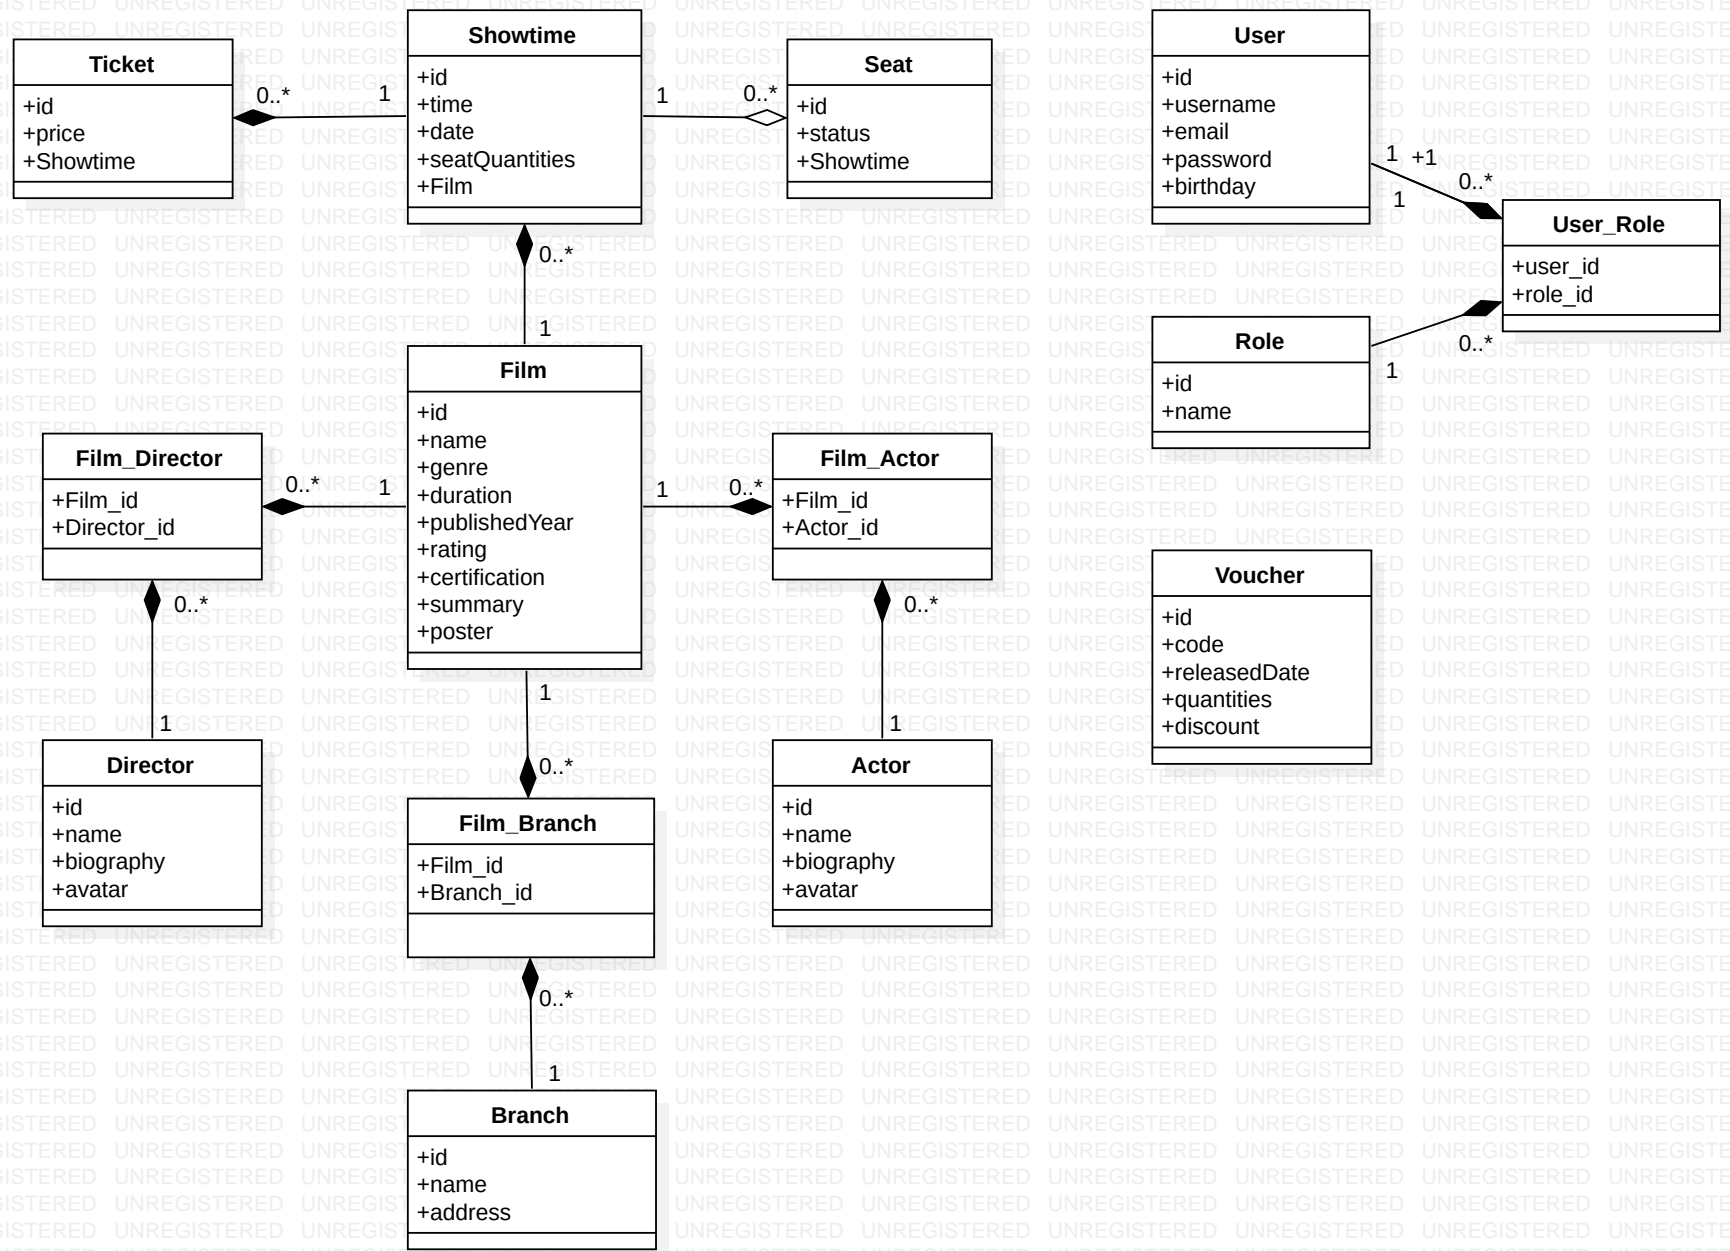 Ticket
+id
+price
+Showtime
0..*
1
Showtime
+id
+time
+date
+seatQuantities
+Film
1
0..*
Seat
+id
+status
+Showtime
0..*
1
Film
+id
+name
+genre
+duration
+publishedYear
+rating
+certification
+summary
+poster
Film_Director
+Film_id
+Director_id
0..*
1
1
0..*
Film_Actor
+Film_id
+Actor_id
0..*
1
Director
+id
+name
+biography
+avatar
1
0..*
Film_Branch
+Film_id
+Branch_id
0..*
1
Actor
+id
+name
+biography
+avatar
0..*
1
Branch
+id
+name
+address
User
+id
+username
+email
+password
+birthday
1 +1
0..*
1
User_Role
+user_id
+role_id
0..*
1
Role
+id
+name
Voucher
+id
+code
+releasedDate
+quantities
+discount
UNREGISTERED